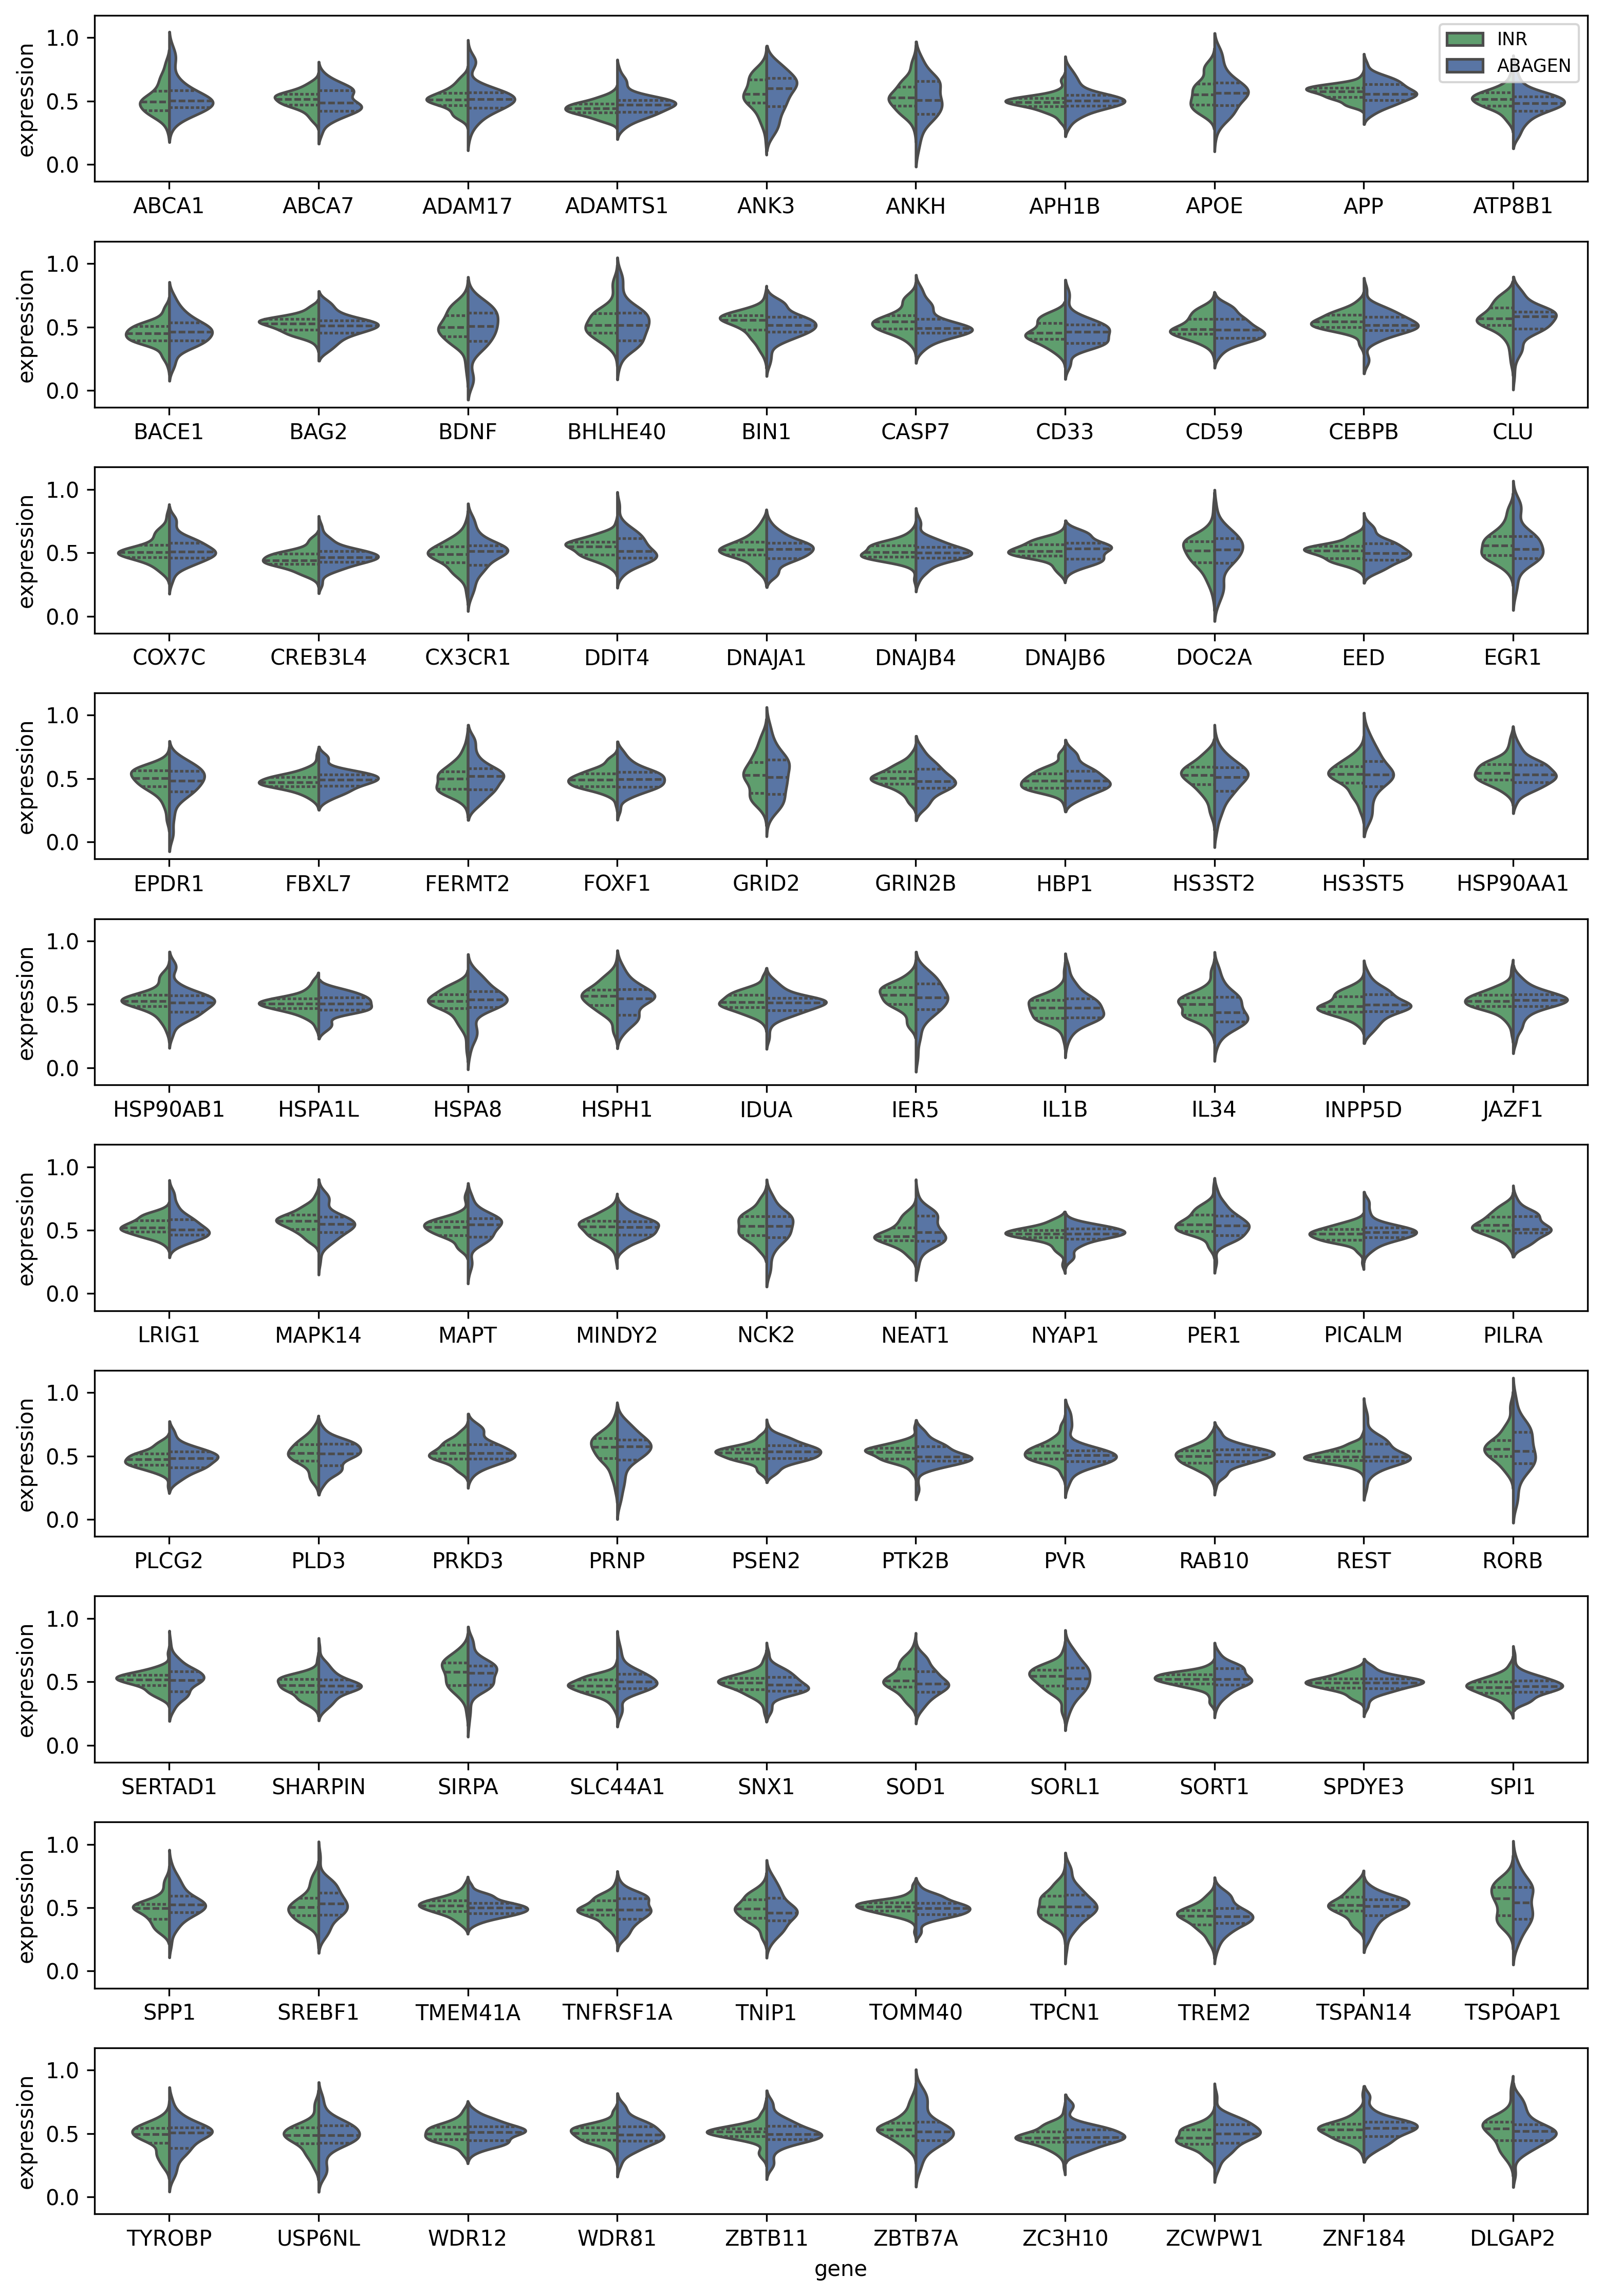 1.0
INR
ABAGEN
0.5
0.0
expression
ABCA1 ABCA7 ADAM17 ADAMTS1 ANK3 ANKH APH1B APOE APP ATP8B1
1.0
0.5
0.0
expression
BACE1 BAG2 BDNF BHLHE40 BIN1 CASP7 CD33 CD59 CEBPB CLU
1.0
0.5
0.0
expression
COX7C CREB3L4 CX3CR1 DDIT4 DNAJA1 DNAJB4 DNAJB6 DOC2A EED EGR1
1.0
0.5
0.0
expression
EPDR1 FBXL7 FERMT2 FOXF1 GRID2 GRIN2B HBP1 HS3ST2 HS3ST5 HSP90AA1
1.0
0.5
0.0
expression
HSP90AB1 HSPA1L HSPA8 HSPH1 IDUA IER5 IL1B IL34 INPP5D JAZF1
1.0
0.5
0.0
expression
LRIG1 MAPK14 MAPT MINDY2 NCK2 NEAT1 NYAP1 PER1 PICALM PILRA
1.0
0.5
0.0
expression
PLCG2 PLD3 PRKD3 PRNP PSEN2 PTK2B PVR RAB10 REST RORB
1.0
0.5
0.0
expression
SERTAD1 SHARPIN SIRPA SLC44A1 SNX1 SOD1 SORL1 SORT1 SPDYE3 SPI1
1.0
0.5
0.0
expression
SPP1 SREBF1 TMEM41A TNFRSF1A TNIP1 TOMM40 TPCN1 TREM2 TSPAN14 TSPOAP1
1.0
0.5
0.0
expression
TYROBP USP6NL WDR12 WDR81 ZBTB11 ZBTB7A ZC3H10 ZCWPW1 ZNF184 DLGAP2
gene